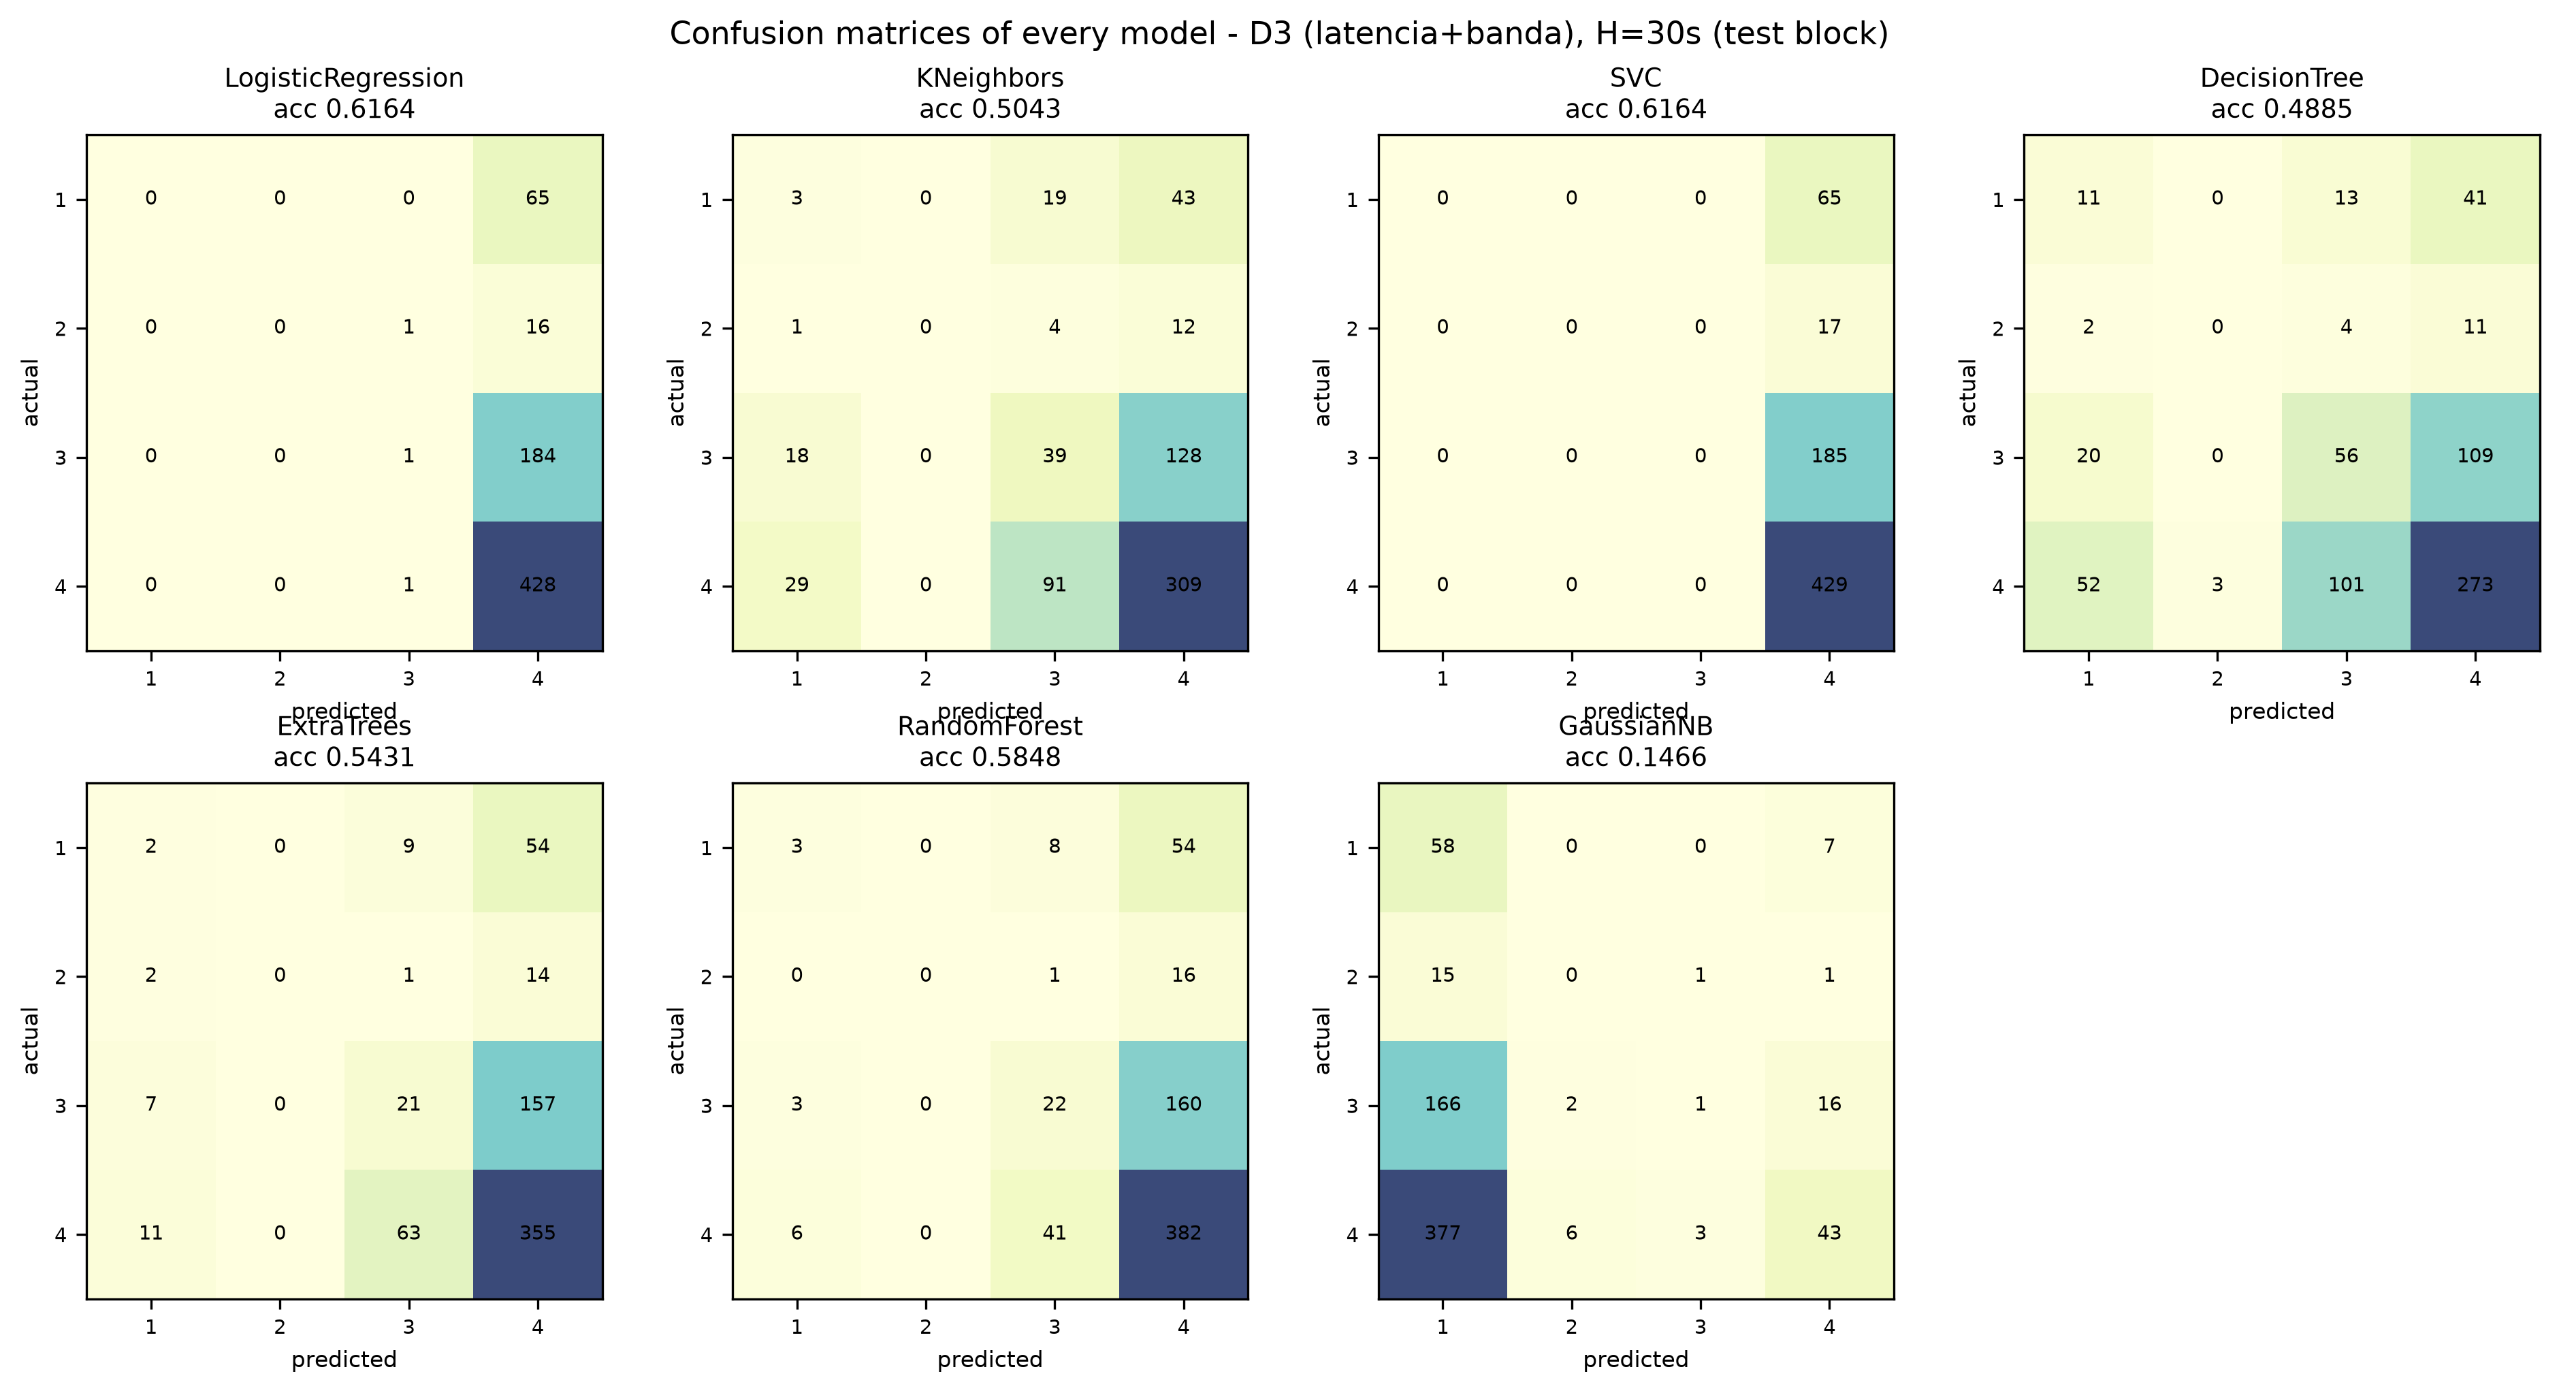 Confusion matrices of every model - D3 (latencia+banda), H=30s (test block)
LogisticRegression
acc 0.6164
actual
1 0 0 0 65
2 0 0 1 16
3 0 0 1 184
4 0 0 1 428
1 2 3 4
predicted
KNeighbors
acc 0.5043
actual
1 3 0 19 43
2 1 0 4 12
3 18 0 39 128
4 29 0 91 309
1 2 3 4
predicted
SVC
acc 0.6164
actual
1 0 0 0 65
2 0 0 0 17
3 0 0 0 185
4 0 0 0 429
1 2 3 4
predicted
DecisionTree
acc 0.4885
actual
1 11 0 13 41
2 2 0 4 11
3 20 0 56 109
4 52 3 101 273
1 2 3 4
predicted
ExtraTrees
acc 0.5431
actual
1 2 0 9 54
2 2 0 1 14
3 7 0 21 157
4 11 0 63 355
1 2 3 4
predicted
RandomForest
acc 0.5848
actual
1 3 0 8 54
2 0 0 1 16
3 3 0 22 160
4 6 0 41 382
1 2 3 4
predicted
GaussianNB
acc 0.1466
actual
1 58 0 0 7
2 15 0 1 1
3 166 2 1 16
4 377 6 3 43
1 2 3 4
predicted